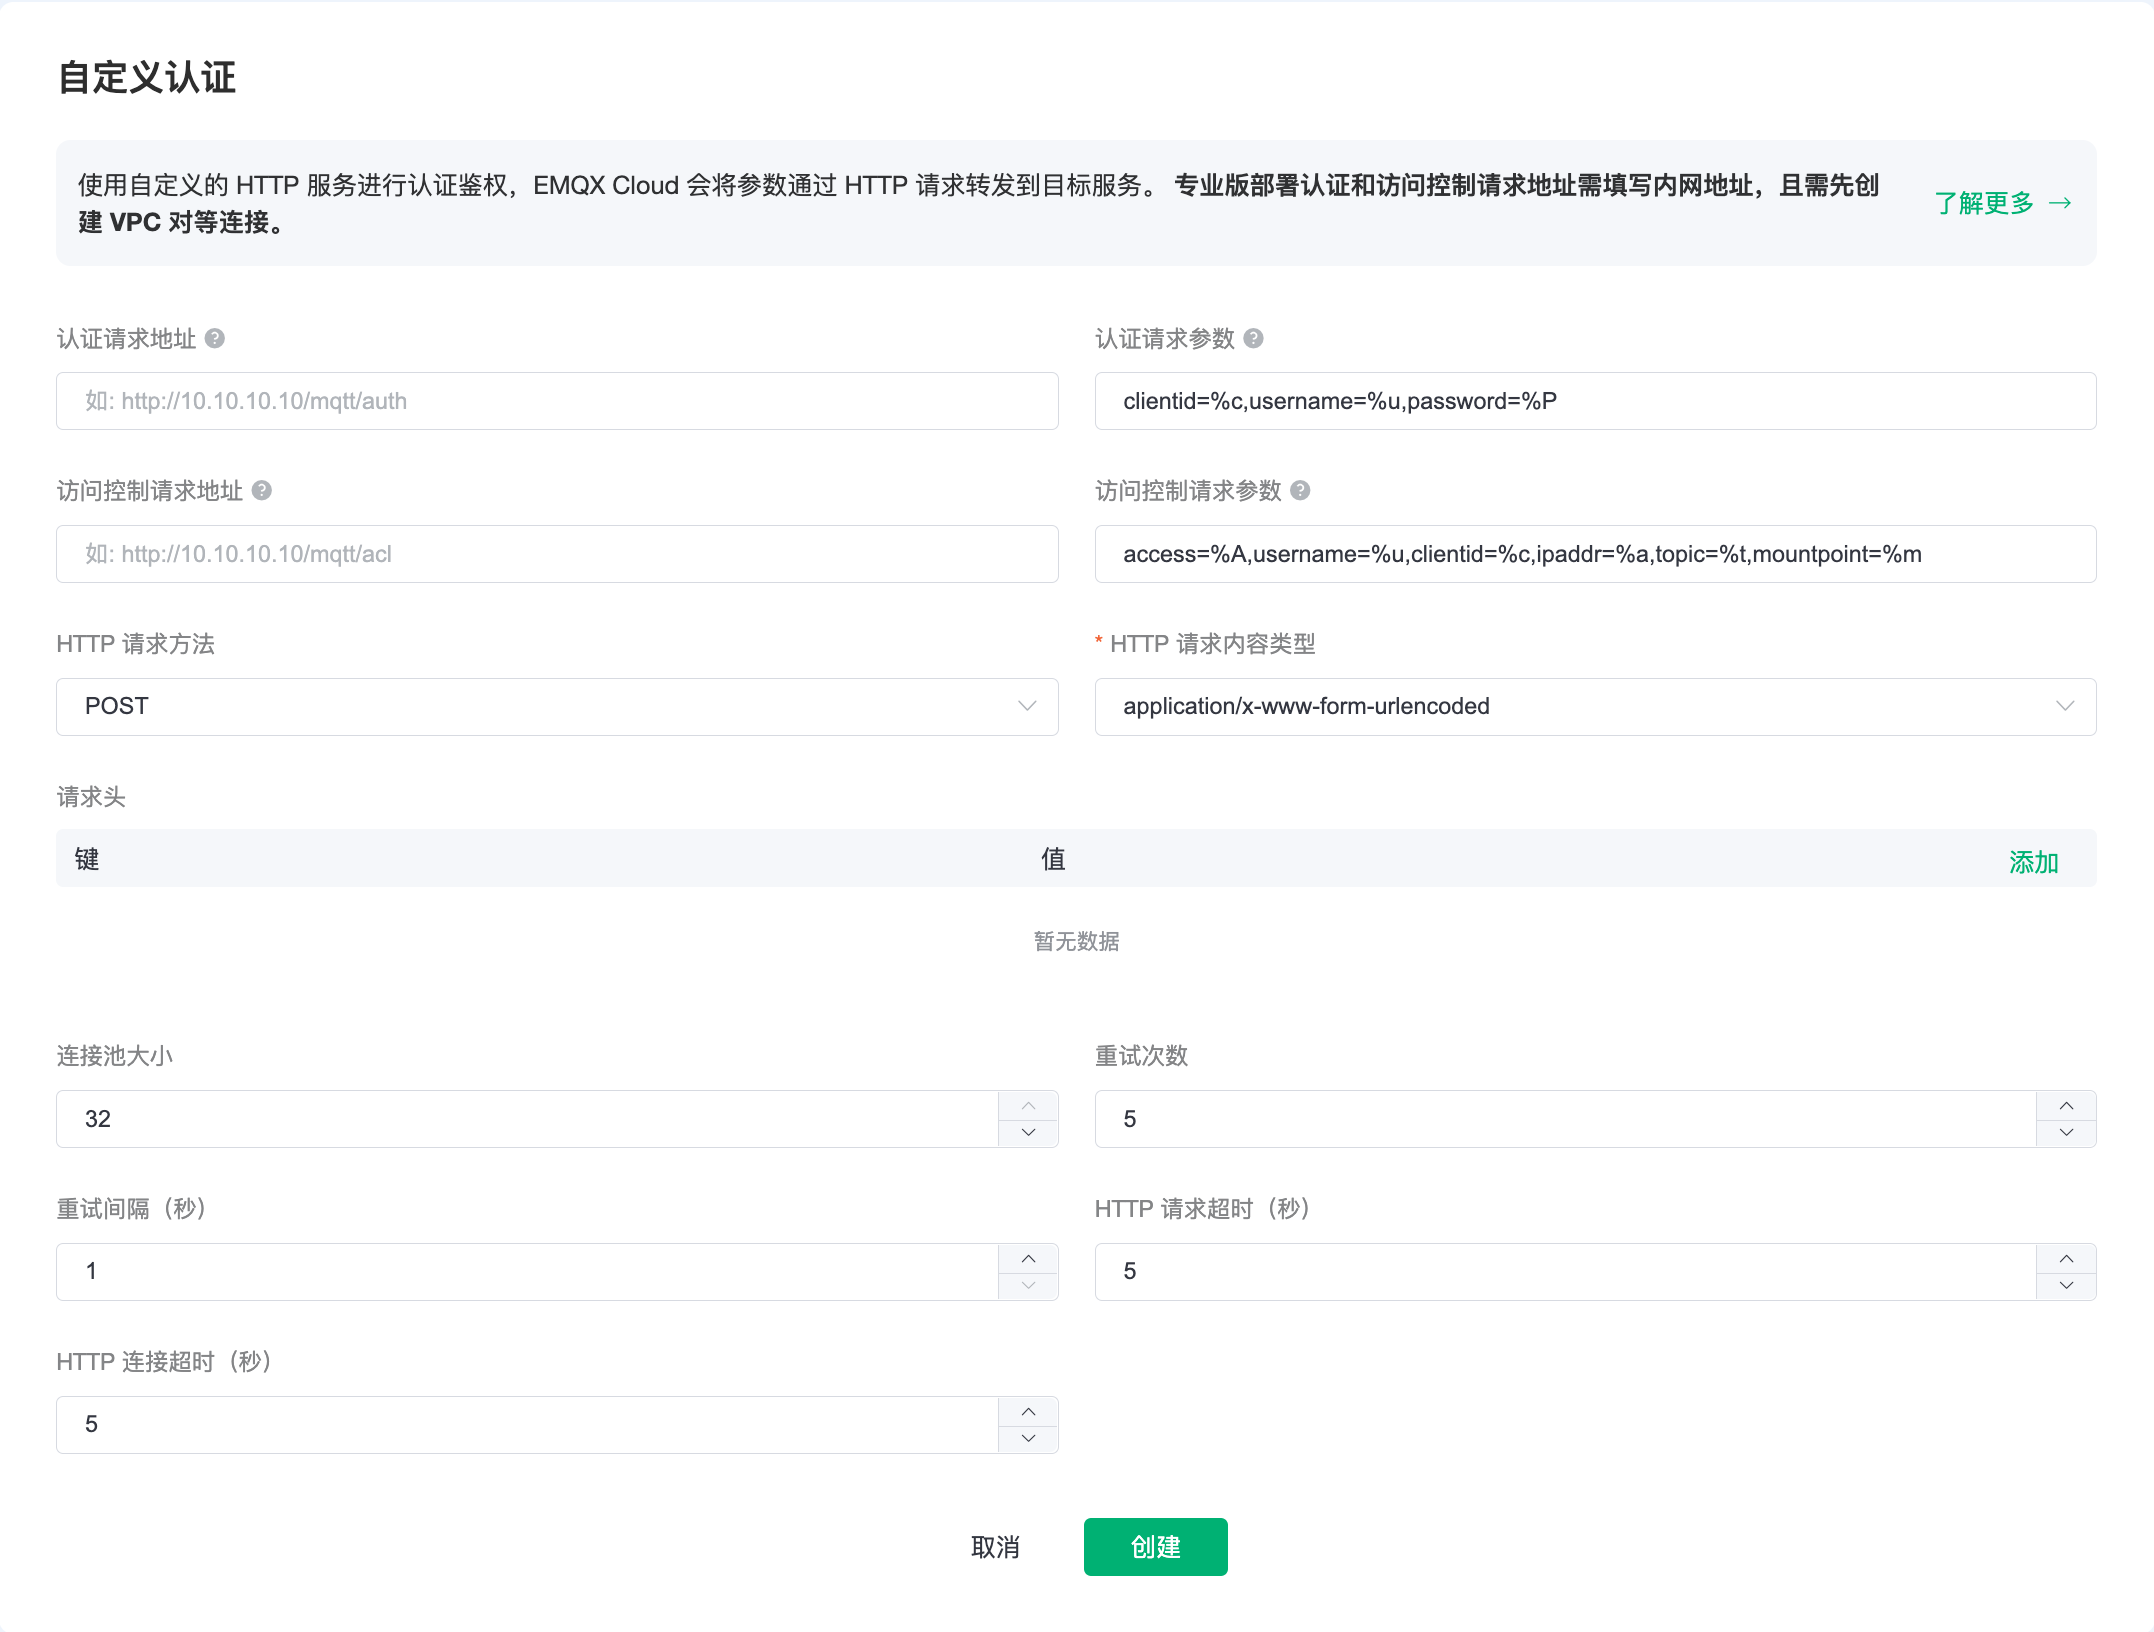 自定义认证
使用自定义的 HTTP 服务进行认证鉴权，EMQX Cloud 会将参数通过 HTTP 请求转发到目标服务。 专业版部署认证和访问控制请求地址需填写内网地址，且需先创
建 VPC 对等连接。
了解更多 →
认证请求地址 ?
认证请求参数 ?
如: http://10.10.10.10/mqtt/auth
clientid=%c,username=%u,password=%P
访问控制请求地址 ?
访问控制请求参数 ?
如: http://10.10.10.10/mqtt/acl
access=%A,username=%u,clientid=%c,ipaddr=%a,topic=%t,mountpoint=%m
HTTP 请求方法
* HTTP 请求内容类型
POST
application/x-www-form-urlencoded
请求头
键
值
添加
暂无数据
连接池大小
重试次数
32
5
重试间隔（秒）
HTTP 请求超时（秒）
1
5
HTTP 连接超时（秒）
5
取消
创建